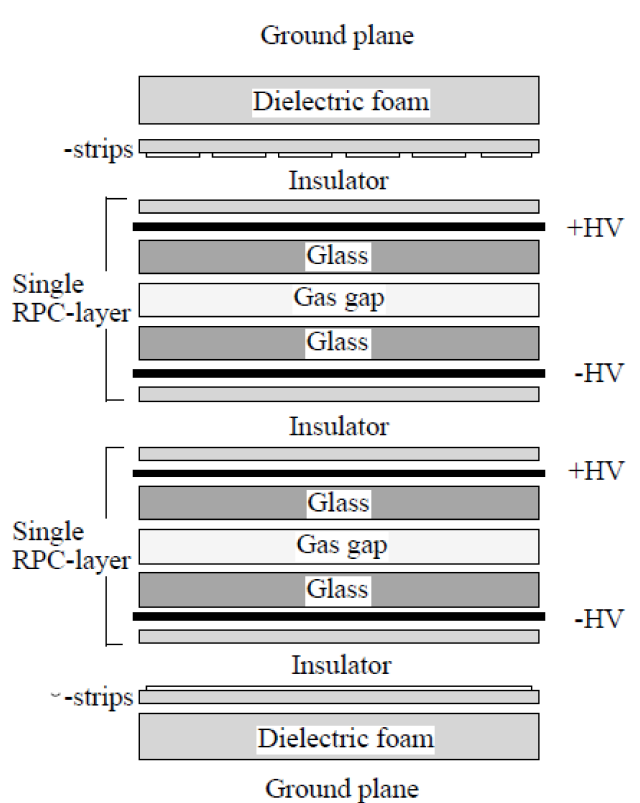 Ground plane
Dielectric foam
-strips
Insulator
+HV
Glass
Single
RPC-layer
Gas gap
Glass
-HV
Insulator
+HV
Glass
Single
RPC-layer
Gas gap
Glass
-HV
Insulator
-strips
Dielectric foam
Ground plane